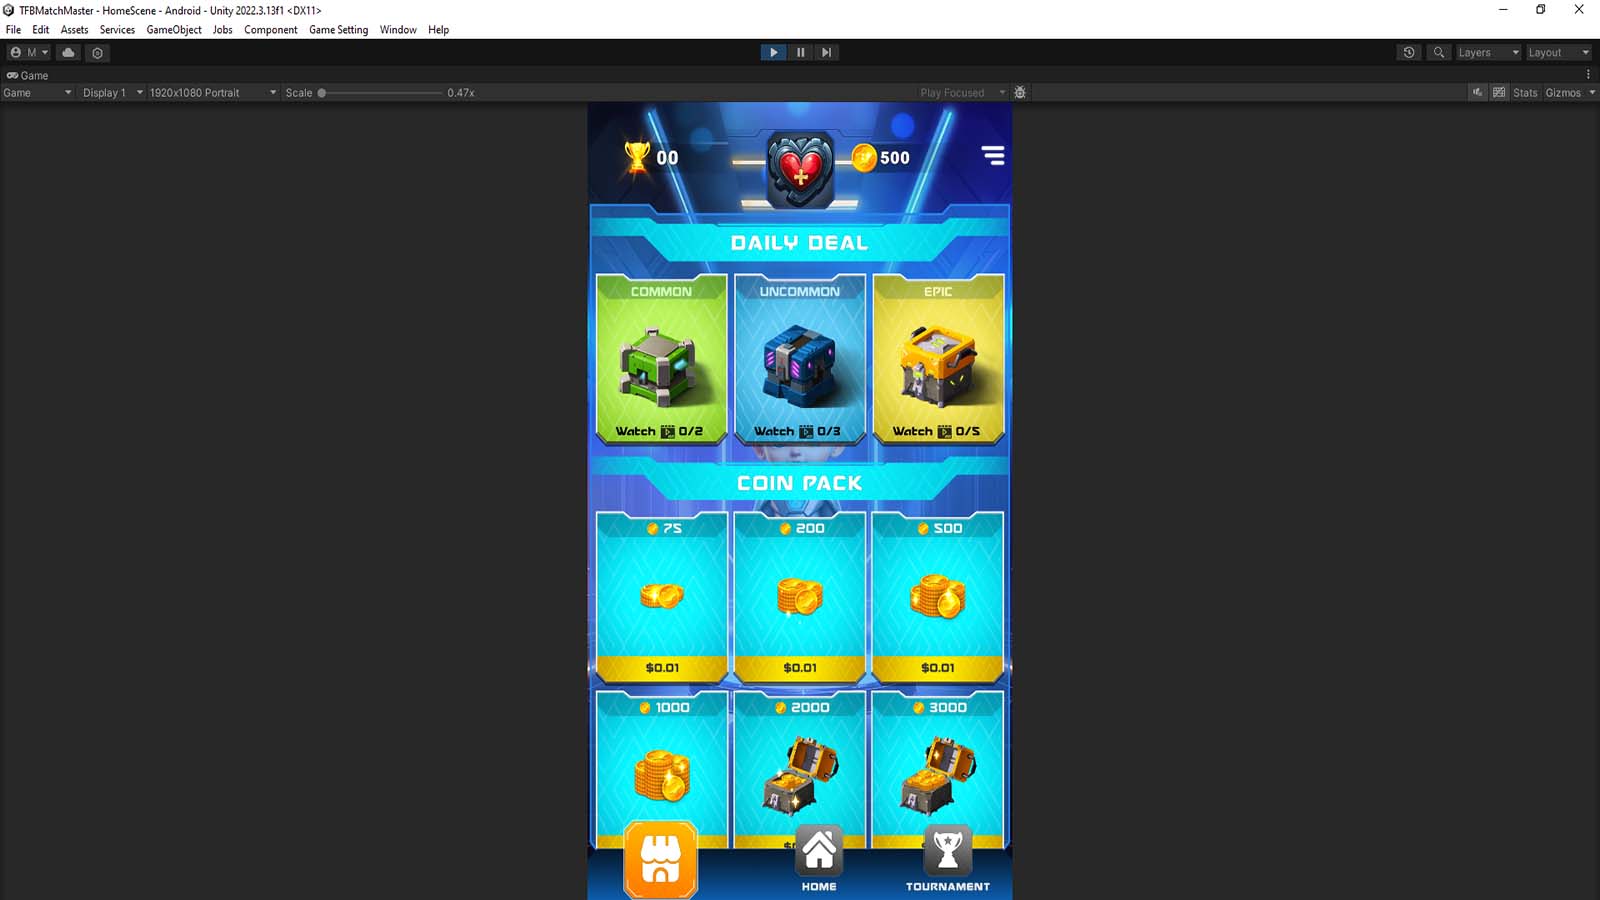 TFBMatchMaster - HomeScene - Android - Unity 2022.3.13f1 <DX11>
File Edit Assets Services GameObject Jobs Component Game Setting Window Help
M Layers Layout
Game
Game Display 1 1920x1080 Portrait Scale 0.47x Play Focused Stats Gizmos
00 500
DAILY DEAL
COMMON UNCOMMON EPIC
Watch 0/2 Watch 0/3 Watch 0/5
COIN PACK
75 200 500
$0.01 $0.01 $0.01
1000 2000 3000
HOME TOURNAMENT